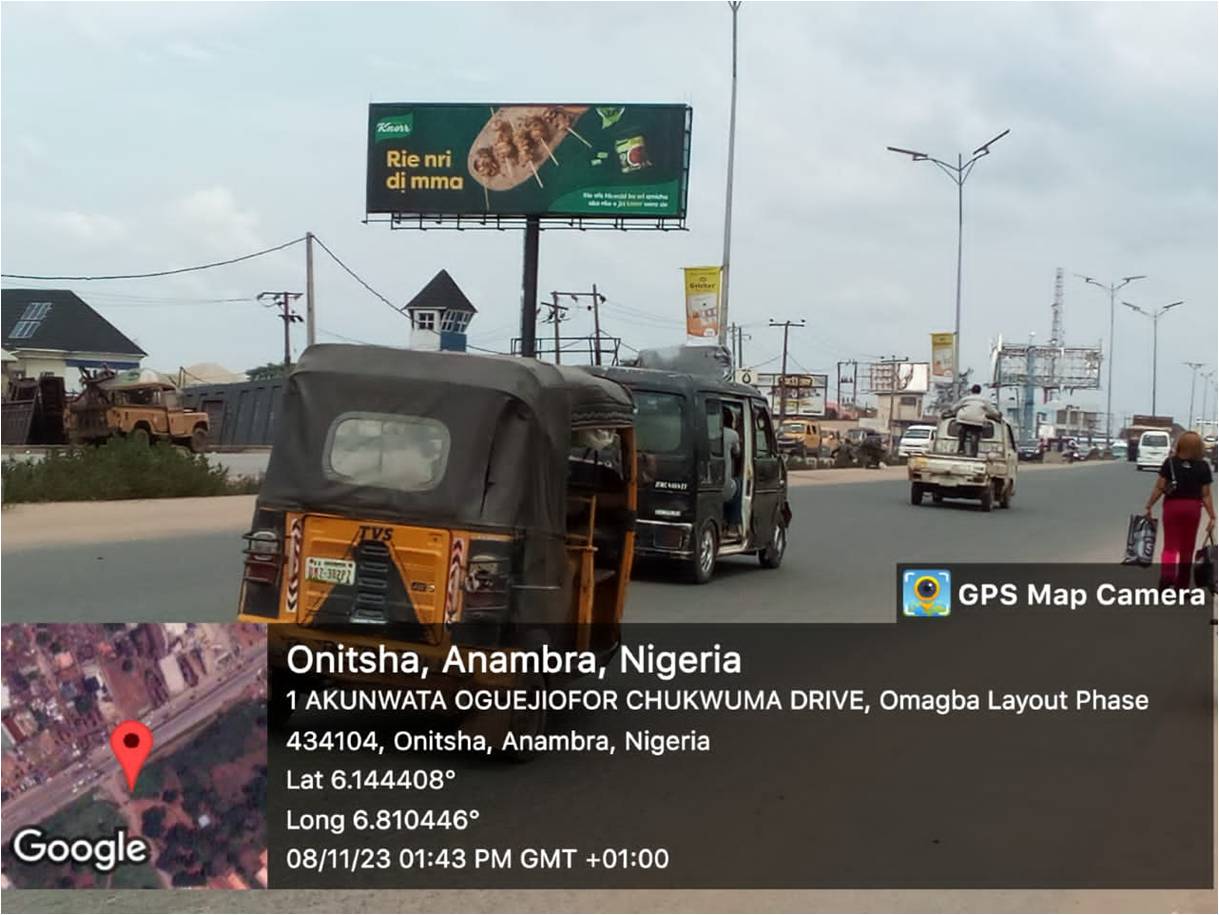 Knorr
Rie nri
dị mma
TVS
GPS Map Camera
Onitsha, Anambra, Nigeria
1 AKUNWATA OGUEJIOFOR CHUKWUMA DRIVE, Omagba Layout Phase
434104, Onitsha, Anambra, Nigeria
Lat 6.144408°
Long 6.810446°
08/11/23 01:43 PM GMT +01:00
Google